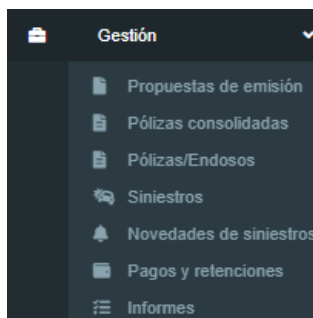 Gestión
Propuestas de emisión
Pólizas consolidadas
Pólizas/Endosos
Siniestros
Novedades de siniestros
Pagos y retenciones
Informes